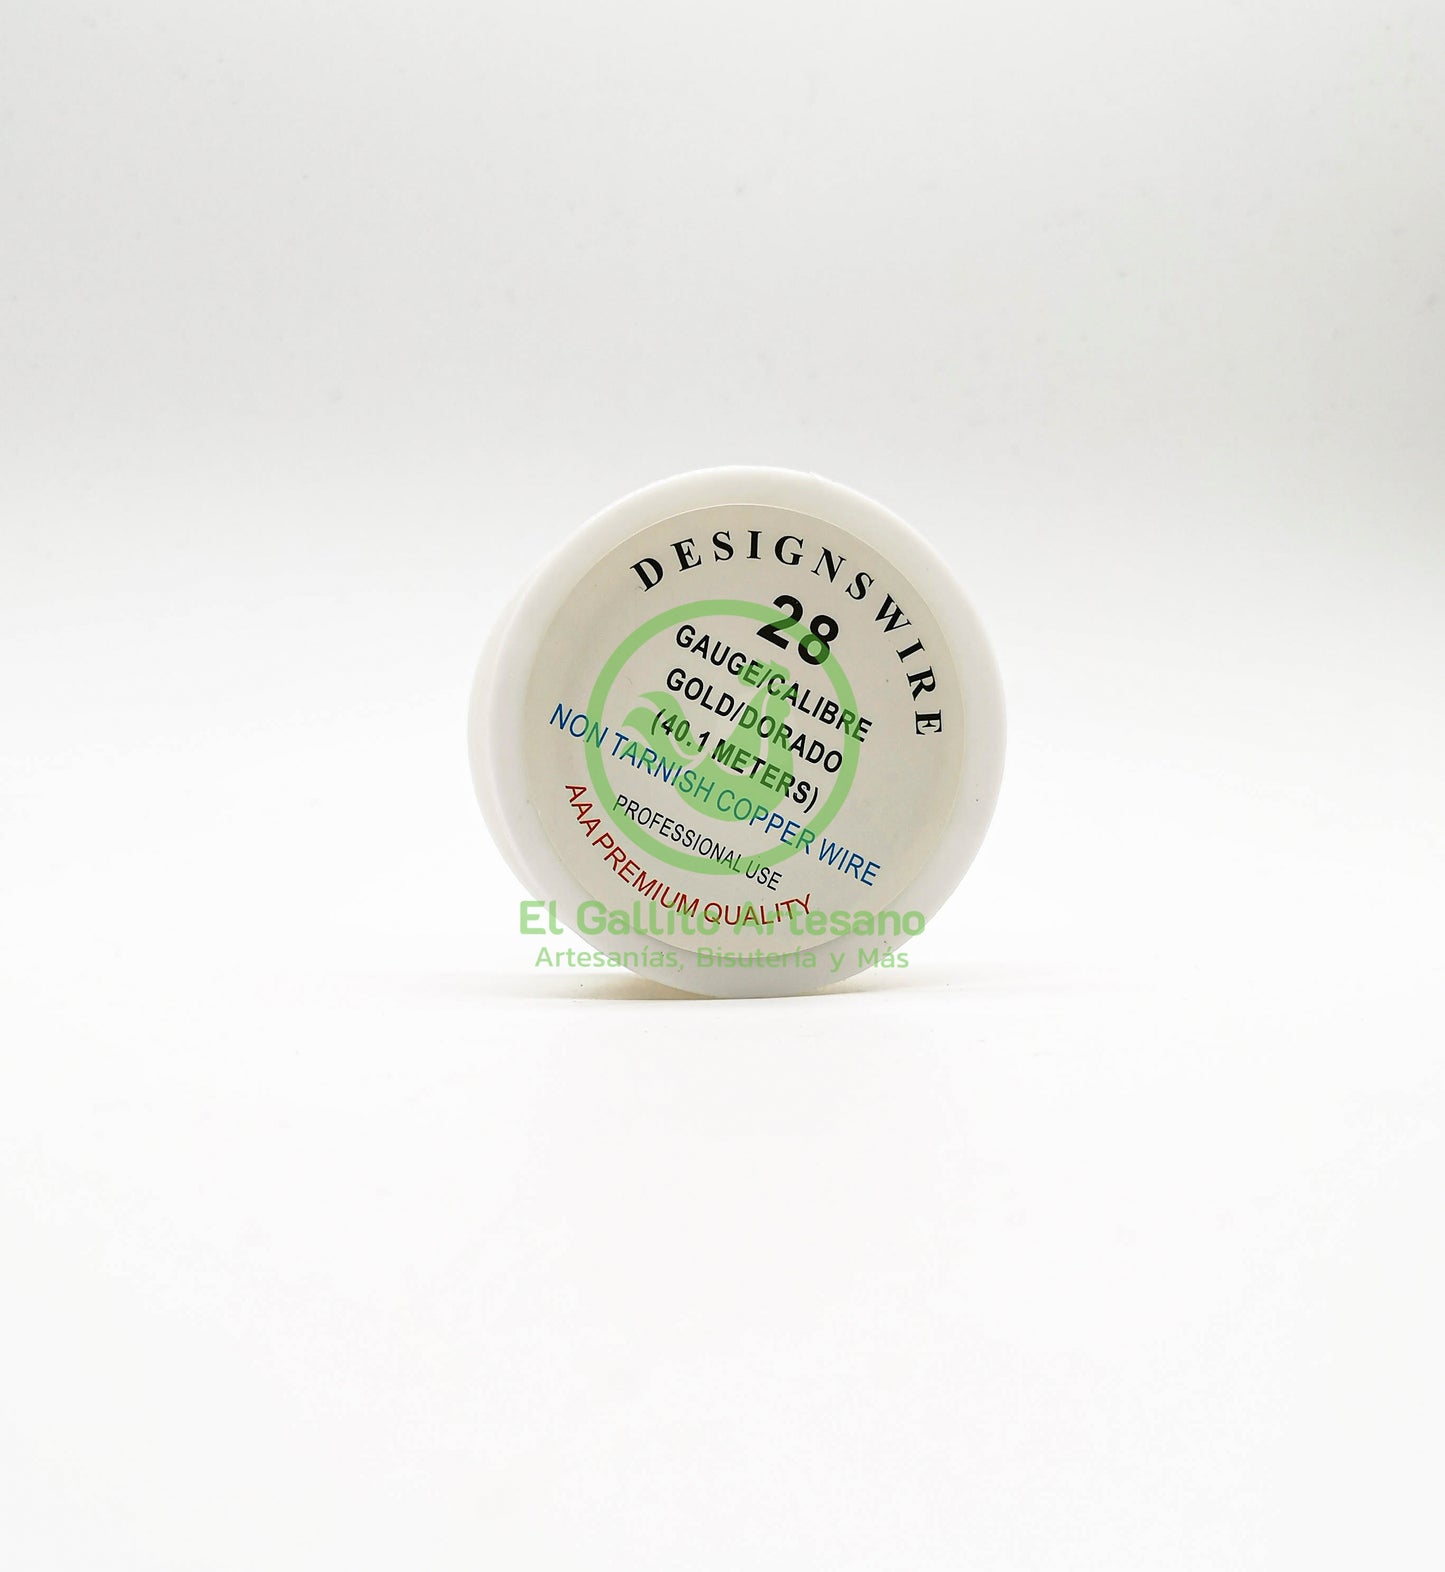 DESIGNSWIRE
28
GAUGE/CALIBRE
GOLD/DORADO
(40.1 METERS)
NON TARNISH COPPER WIRE
PROFESSIONAL USE
AAA PREMIUM QUALITY
El Gallito Artesano
Artesanías, Bisutería y Más